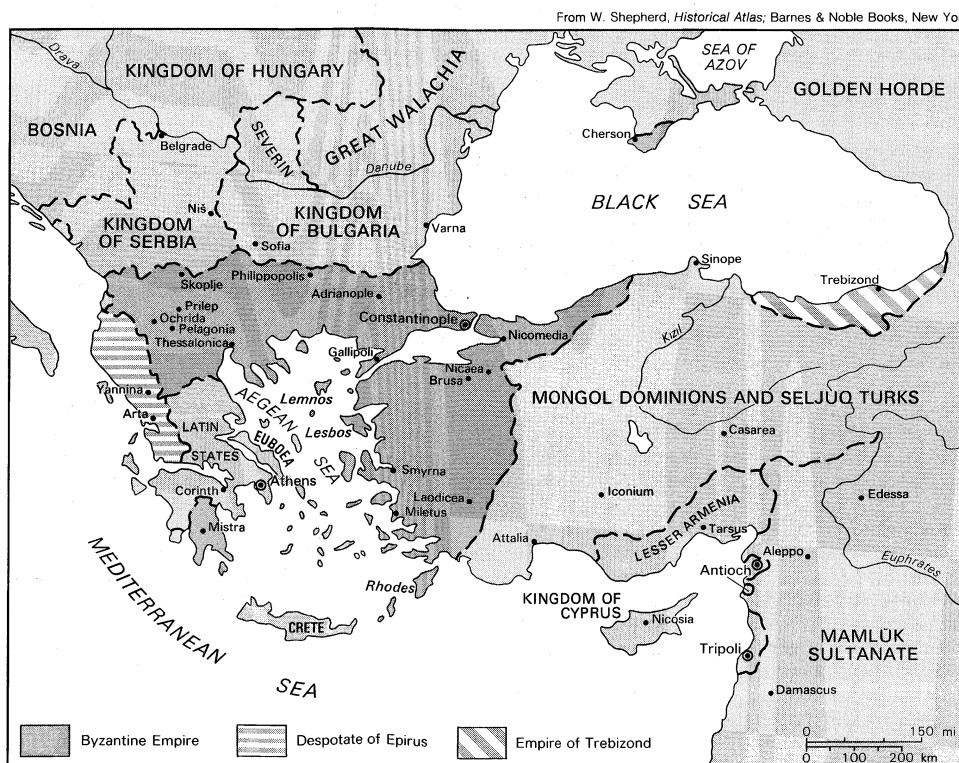 From W. Shepherd, Historical Atlas; Barnes & Noble Books, New Yor
Drava
KINGDOM OF HUNGARY
GREAT WALACHIA
SEA OF
AZOV
GOLDEN HORDE
BOSNIA
Belgrade
SEVERIN
Danube
Cherson
BLACK SEA
Niš
KINGDOM
OF SERBIA
KINGDOM
OF BULGARIA
Sofia
Varna
Sinope
Skoplje
Philippopolis
Adrianople
Trebizond
Prilep
Ochrida
Pelagonia
Thessalonica
Constantinople
Nicomedia
Kizi
Gallipoli
Nicaea
Brusa
Yannina
Lemnos
MONGOL DOMINIONS AND SELJUQ TURKS
Arta
LATIN
STATES
AEGEAN
SEA
EUBOEA
Lesbos
Casarea
Smyrna
Athens
Corinth
Laodicea
Miletus
Iconium
Edessa
Mistra
Attalia
LESSER ARMENIA
Tarsus
Aleppo
Antioch
Euphrates
MEDITERRANEAN
SEA
Rhodes
KINGDOM OF
CYPRUS
Nicosia
CRETE
Tripoli
MAMLŪK
SULTANATE
Damascus
Byzantine Empire
Despotate of Epirus
Empire of Trebizond
0 150 mi
0 100 200 km